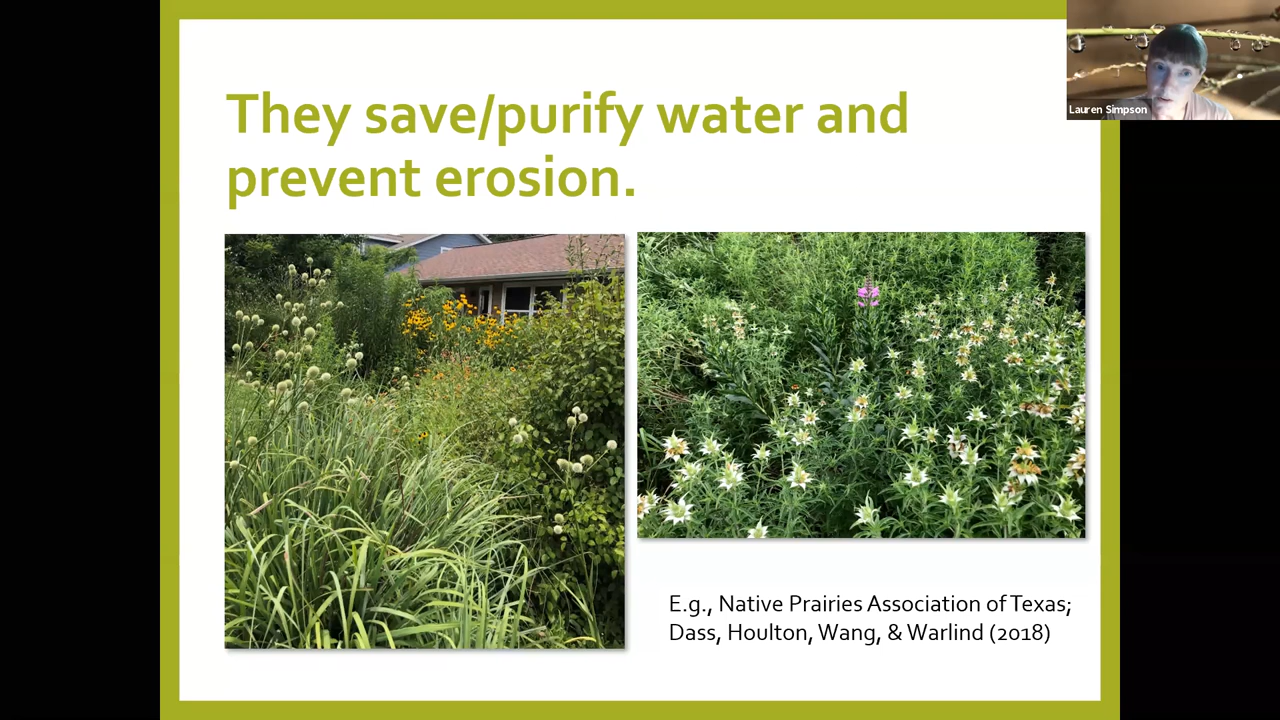 They save/purify water and
prevent erosion.
Lauren Simpson
E.g., Native Prairies Association of Texas;
Dass, Houlton, Wang, & Warlind (2018)